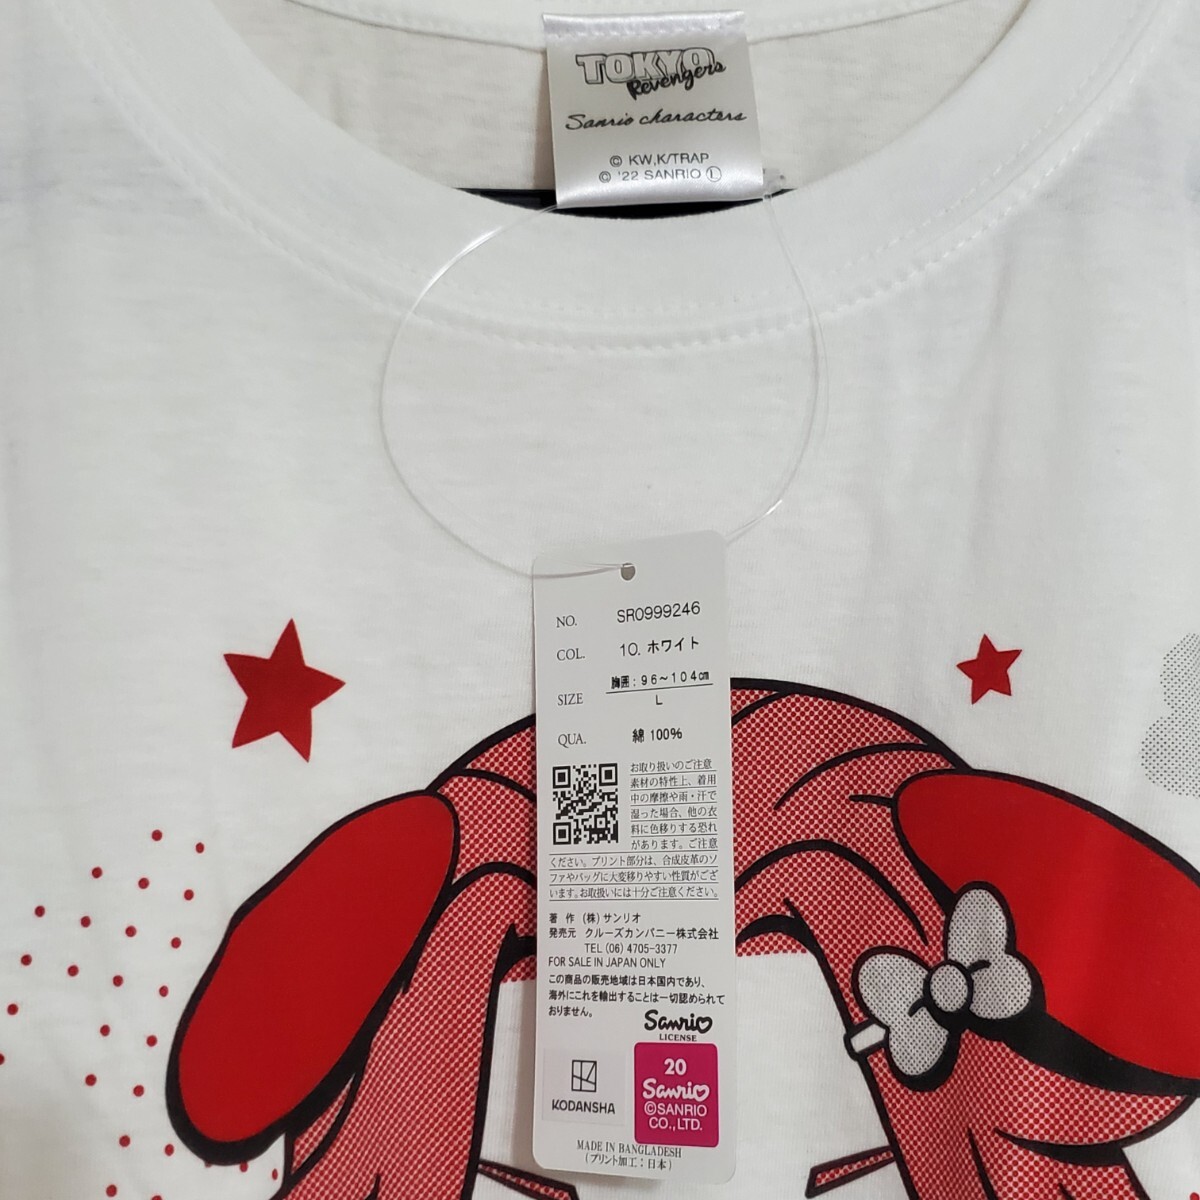 TOKYO
Revengers
Sanrio characters
© KW,K/TRAP
© '22 SANRIO Ⓛ
NO. SR0999246
COL. 10. ホワイト
SIZE 胸囲:96~104cm
L
QUA. 綿 100%
お取り扱いのご注意
素材の特性上、着用
中の摩擦や雨・汗で
湿った場合、他の衣
料に色移りする恐れ
があります。ご注意
ください。プリント部分は、合成皮革のソ
ファやバッグに大変移りやすい性質がござ
います。お取扱いには十分ご注意ください。
著 作 (株)サンリオ
発売元 クルーズカンパニー株式会社
TEL (06) 4705-3377
FOR SALE IN JAPAN ONLY
この商品の販売地域は日本国内であり、
海外にこれを輸出することは一切認められて
おりません。
Sanrio
LICENSE
KODANSHA
20
Sanrio
©SANRIO
CO.,LTD.
MADE IN BANGLADESH
(プリント加工:日本)